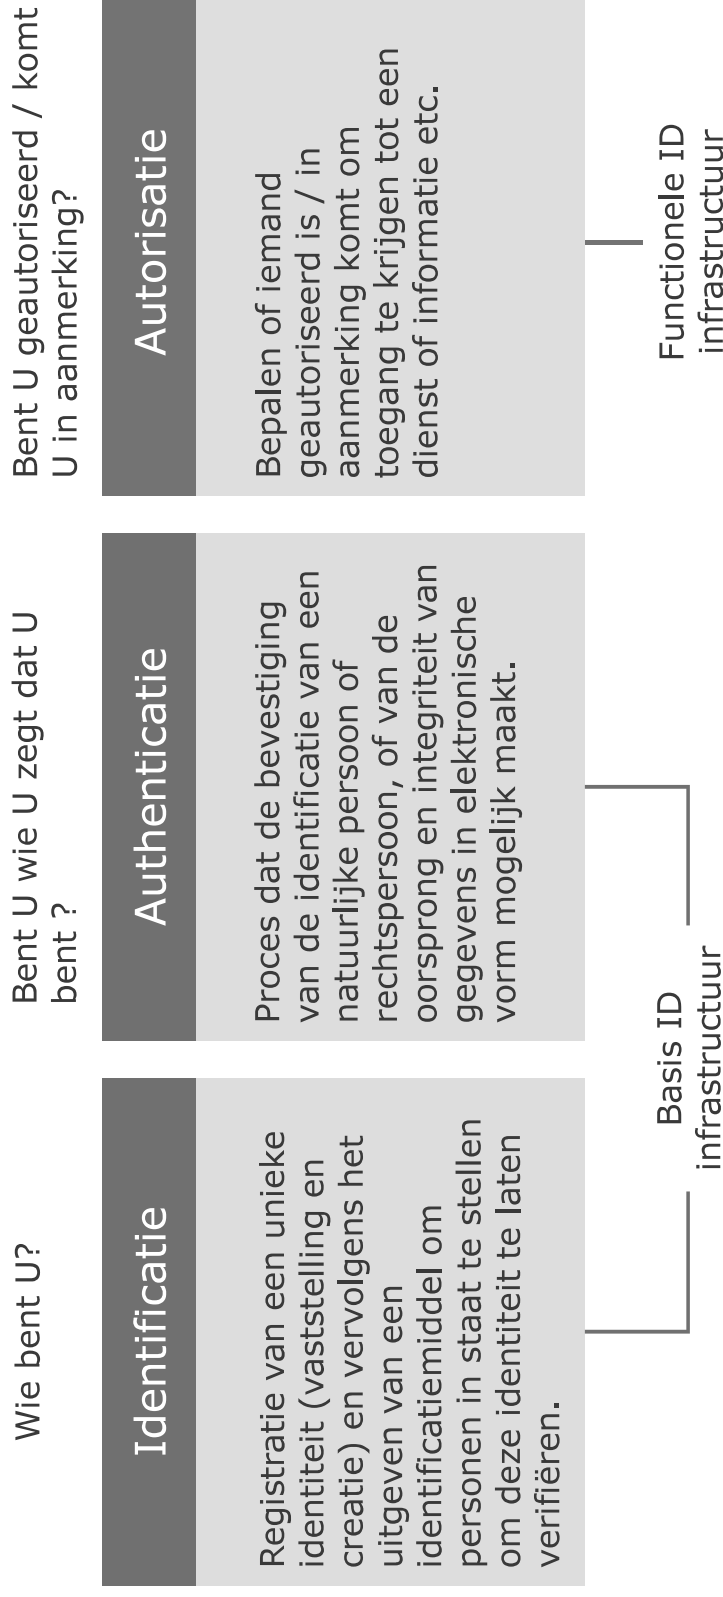 Wie bent U?
Identificatie
Registratie van een unieke
identiteit (vaststelling en
creatie) en vervolgens het
uitgeven van een
identificatiemiddel om
personen in staat te stellen
om deze identiteit te laten
verifiëren.
Bent U wie U zegt dat U
bent ?
Authenticatie
Proces dat de bevestiging
van de identificatie van een
natuurlijke persoon of
rechtspersoon, of van de
oorsprong en integriteit van
gegevens in elektronische
vorm mogelijk maakt.
Bent U geautoriseerd / komt
U in aanmerking?
Autorisatie
Bepalen of iemand
geautoriseerd is / in
aanmerking komt om
toegang te krijgen tot een
dienst of informatie etc.
Basis ID
infrastructuur
Functionele ID
infrastructuur